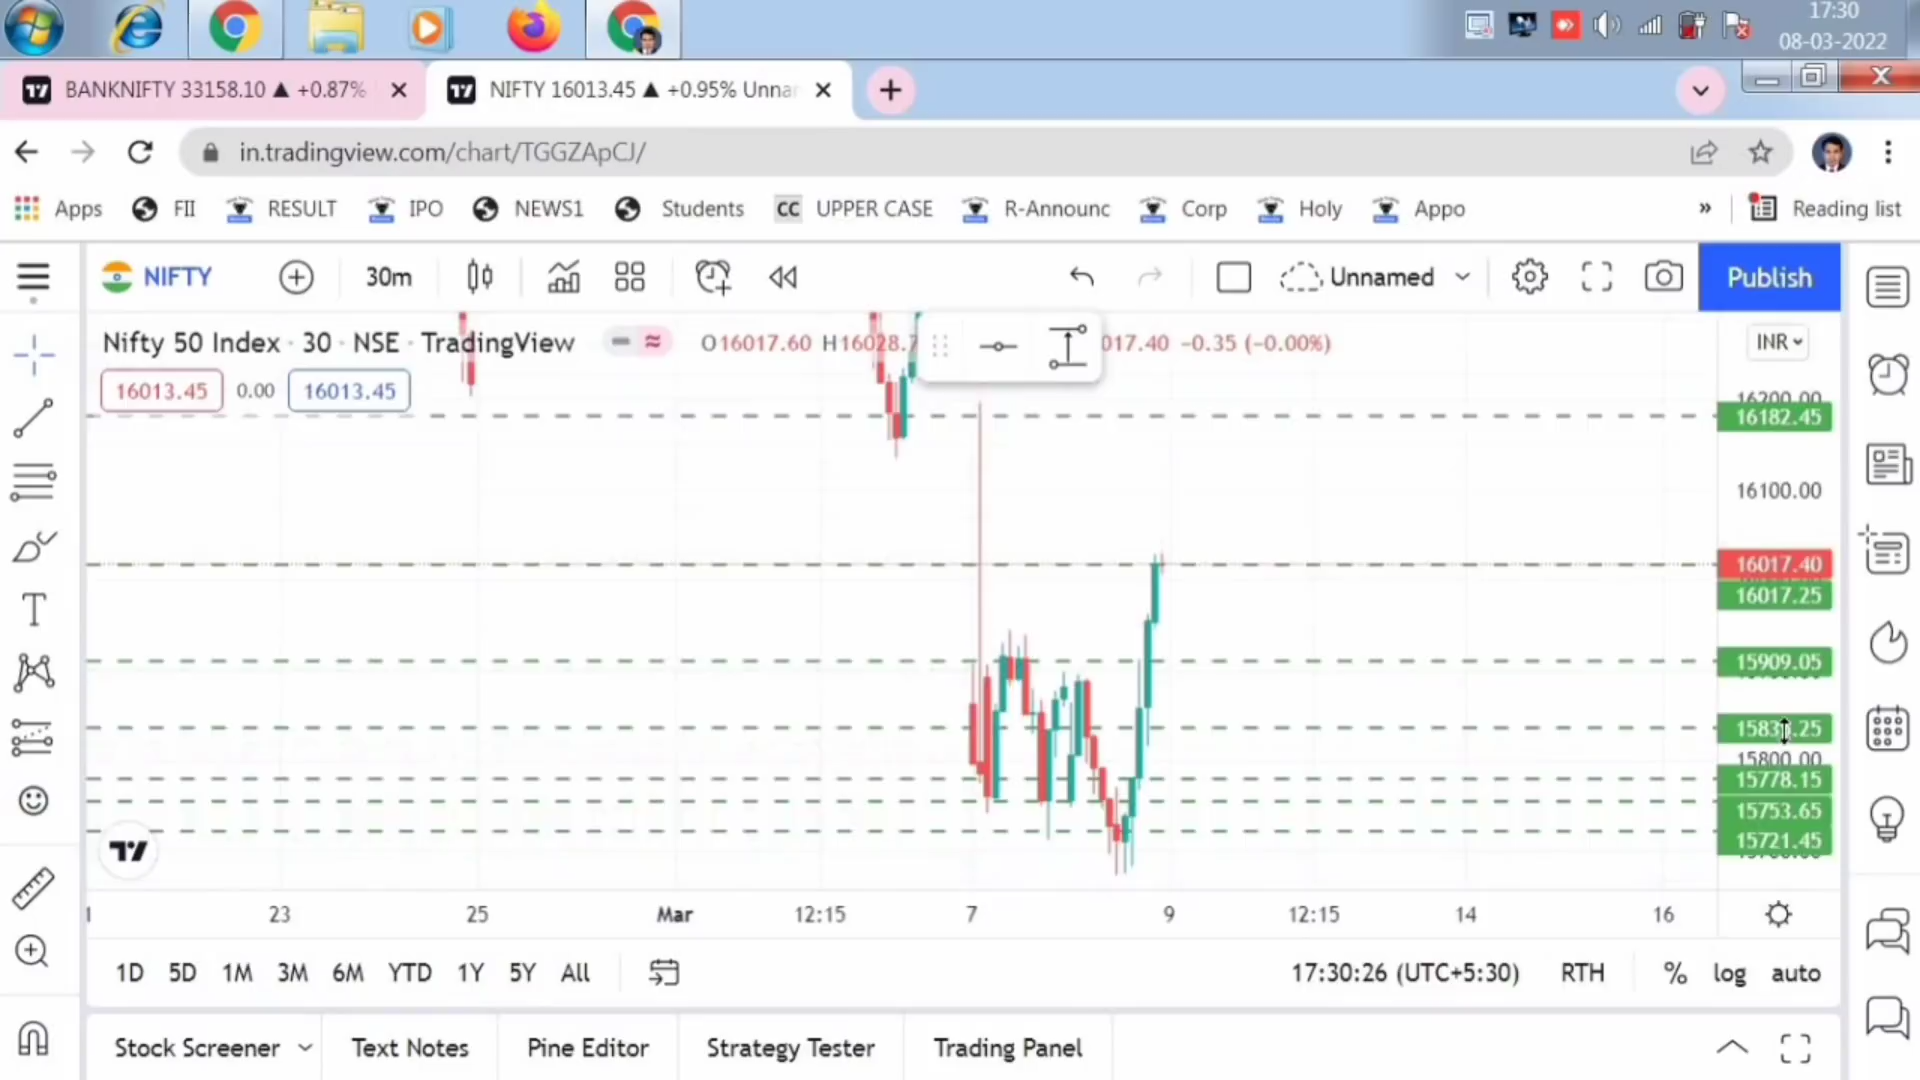 17:30
08-03-2022
BANKNIFTY 33158.10 ▲ +0.87%
NIFTY 16013.45 ▲ +0.95% Unna
in.tradingview.com/chart/TGGZApCJ/
Apps FII RESULT IPO NEWS1 Students CC UPPER CASE R-Announc Corp Holy Appo » Reading list
NIFTY 30m Unnamed Publish
Nifty 50 Index · 30 · NSE · TradingView O16017.60 H16028.7 017.40 −0.35 (−0.00%) INR
16013.45 0.00 16013.45
16200.00
16182.45
16100.00
16017.40
16017.25
15909.05
15800.00
15778.15
15753.65
15721.45
23 25 Mar 12:15 7 9 12:15 14 16
1D 5D 1M 3M 6M YTD 1Y 5Y All 17:30:26 (UTC+5:30) RTH % log auto
Stock Screener Text Notes Pine Editor Strategy Tester Trading Panel